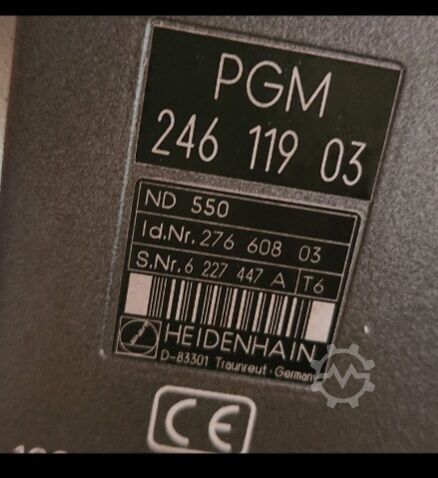 PGM
246 119 03
ND 550
Id.Nr. 276 608 03
S.Nr. 6 227 447 A T6
HEIDENHAIN
D-83301 Traunreut · Germany
CE